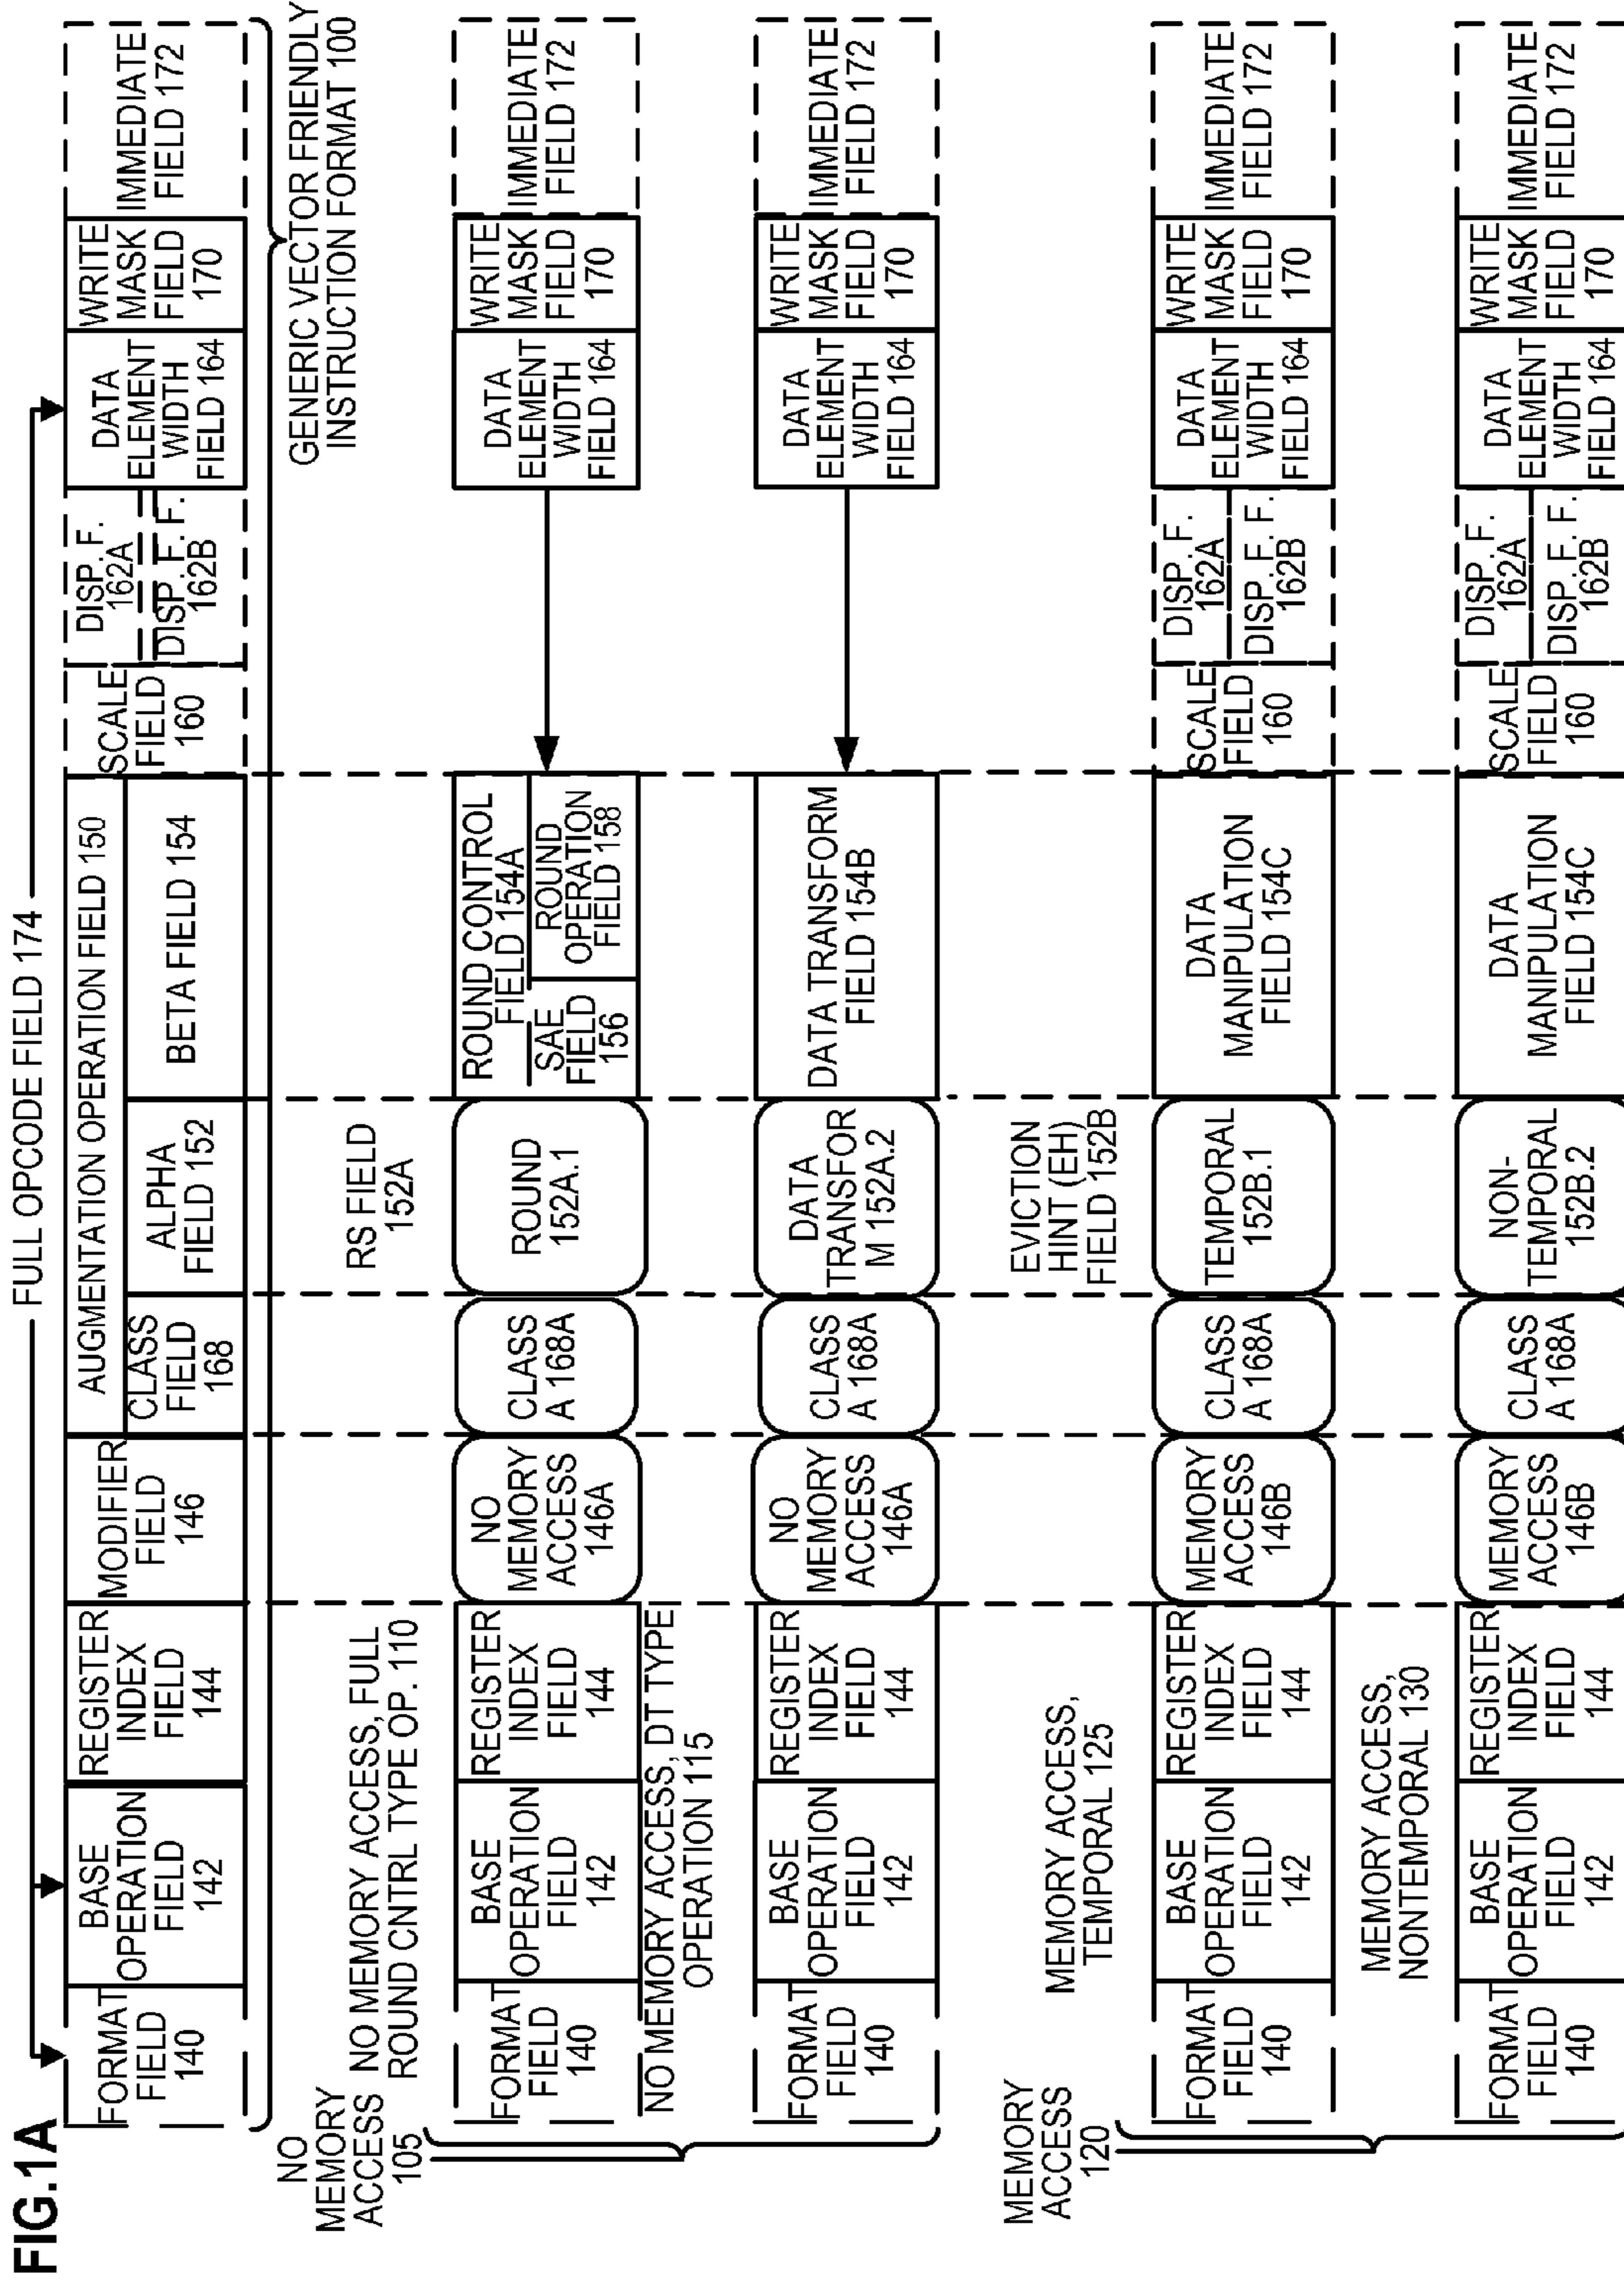 FIG.1A
FULL OPCODE FIELD 174
FORMAT
FIELD
140
BASE
OPERATION
FIELD
142
REGISTER
INDEX
FIELD
144
MODIFIER
FIELD
146
AUGMENTATION OPERATION FIELD 150
CLASS
FIELD
168
ALPHA
FIELD 152
BETA FIELD 154
SCALE
FIELD
160
DISP. F.
162A
DISP. F. F.
162B
DATA
ELEMENT
WIDTH
FIELD 164
WRITE
MASK
FIELD
170
IMMEDIATE
FIELD 172
GENERIC VECTOR FRIENDLY
INSTRUCTION FORMAT 100
NO
MEMORY
ACCESS
105
NO MEMORY ACCESS, FULL
ROUND CNTRL TYPE OP. 110
RS FIELD
152A
FORMAT
FIELD
140
BASE
OPERATION
FIELD
142
REGISTER
INDEX
FIELD
144
NO
MEMORY
ACCESS
146A
CLASS
A 168A
ROUND
152A.1
ROUND CONTROL
FIELD 154A
SAE
FIELD
156
ROUND
OPERATION
FIELD 158
DATA
ELEMENT
WIDTH
FIELD 164
WRITE
MASK
FIELD
170
IMMEDIATE
FIELD 172
NO MEMORY ACCESS, DT TYPE
OPERATION 115
FORMAT
FIELD
140
BASE
OPERATION
FIELD
142
REGISTER
INDEX
FIELD
144
NO
MEMORY
ACCESS
146A
CLASS
A 168A
DATA
TRANSFOR
M 152A.2
DATA TRANSFORM
FIELD 154B
DATA
ELEMENT
WIDTH
FIELD 164
WRITE
MASK
FIELD
170
IMMEDIATE
FIELD 172
MEMORY
ACCESS
120
MEMORY ACCESS,
TEMPORAL 125
EVICTION
HINT (EH)
FIELD 152B
FORMAT
FIELD
140
BASE
OPERATION
FIELD
142
REGISTER
INDEX
FIELD
144
MEMORY
ACCESS
146B
CLASS
A 168A
TEMPORAL
152B.1
DATA
MANIPULATION
FIELD 154C
SCALE
FIELD
160
DISP. F.
162A
DISP. F. F.
162B
DATA
ELEMENT
WIDTH
FIELD 164
WRITE
MASK
FIELD
170
IMMEDIATE
FIELD 172
MEMORY ACCESS,
NONTEMPORAL 130
FORMAT
FIELD
140
BASE
OPERATION
FIELD
142
REGISTER
INDEX
FIELD
144
MEMORY
ACCESS
146B
CLASS
A 168A
NON-
TEMPORAL
152B.2
DATA
MANIPULATION
FIELD 154C
SCALE
FIELD
160
DISP. F.
162A
DISP. F. F.
162B
DATA
ELEMENT
WIDTH
FIELD 164
WRITE
MASK
FIELD
170
IMMEDIATE
FIELD 172